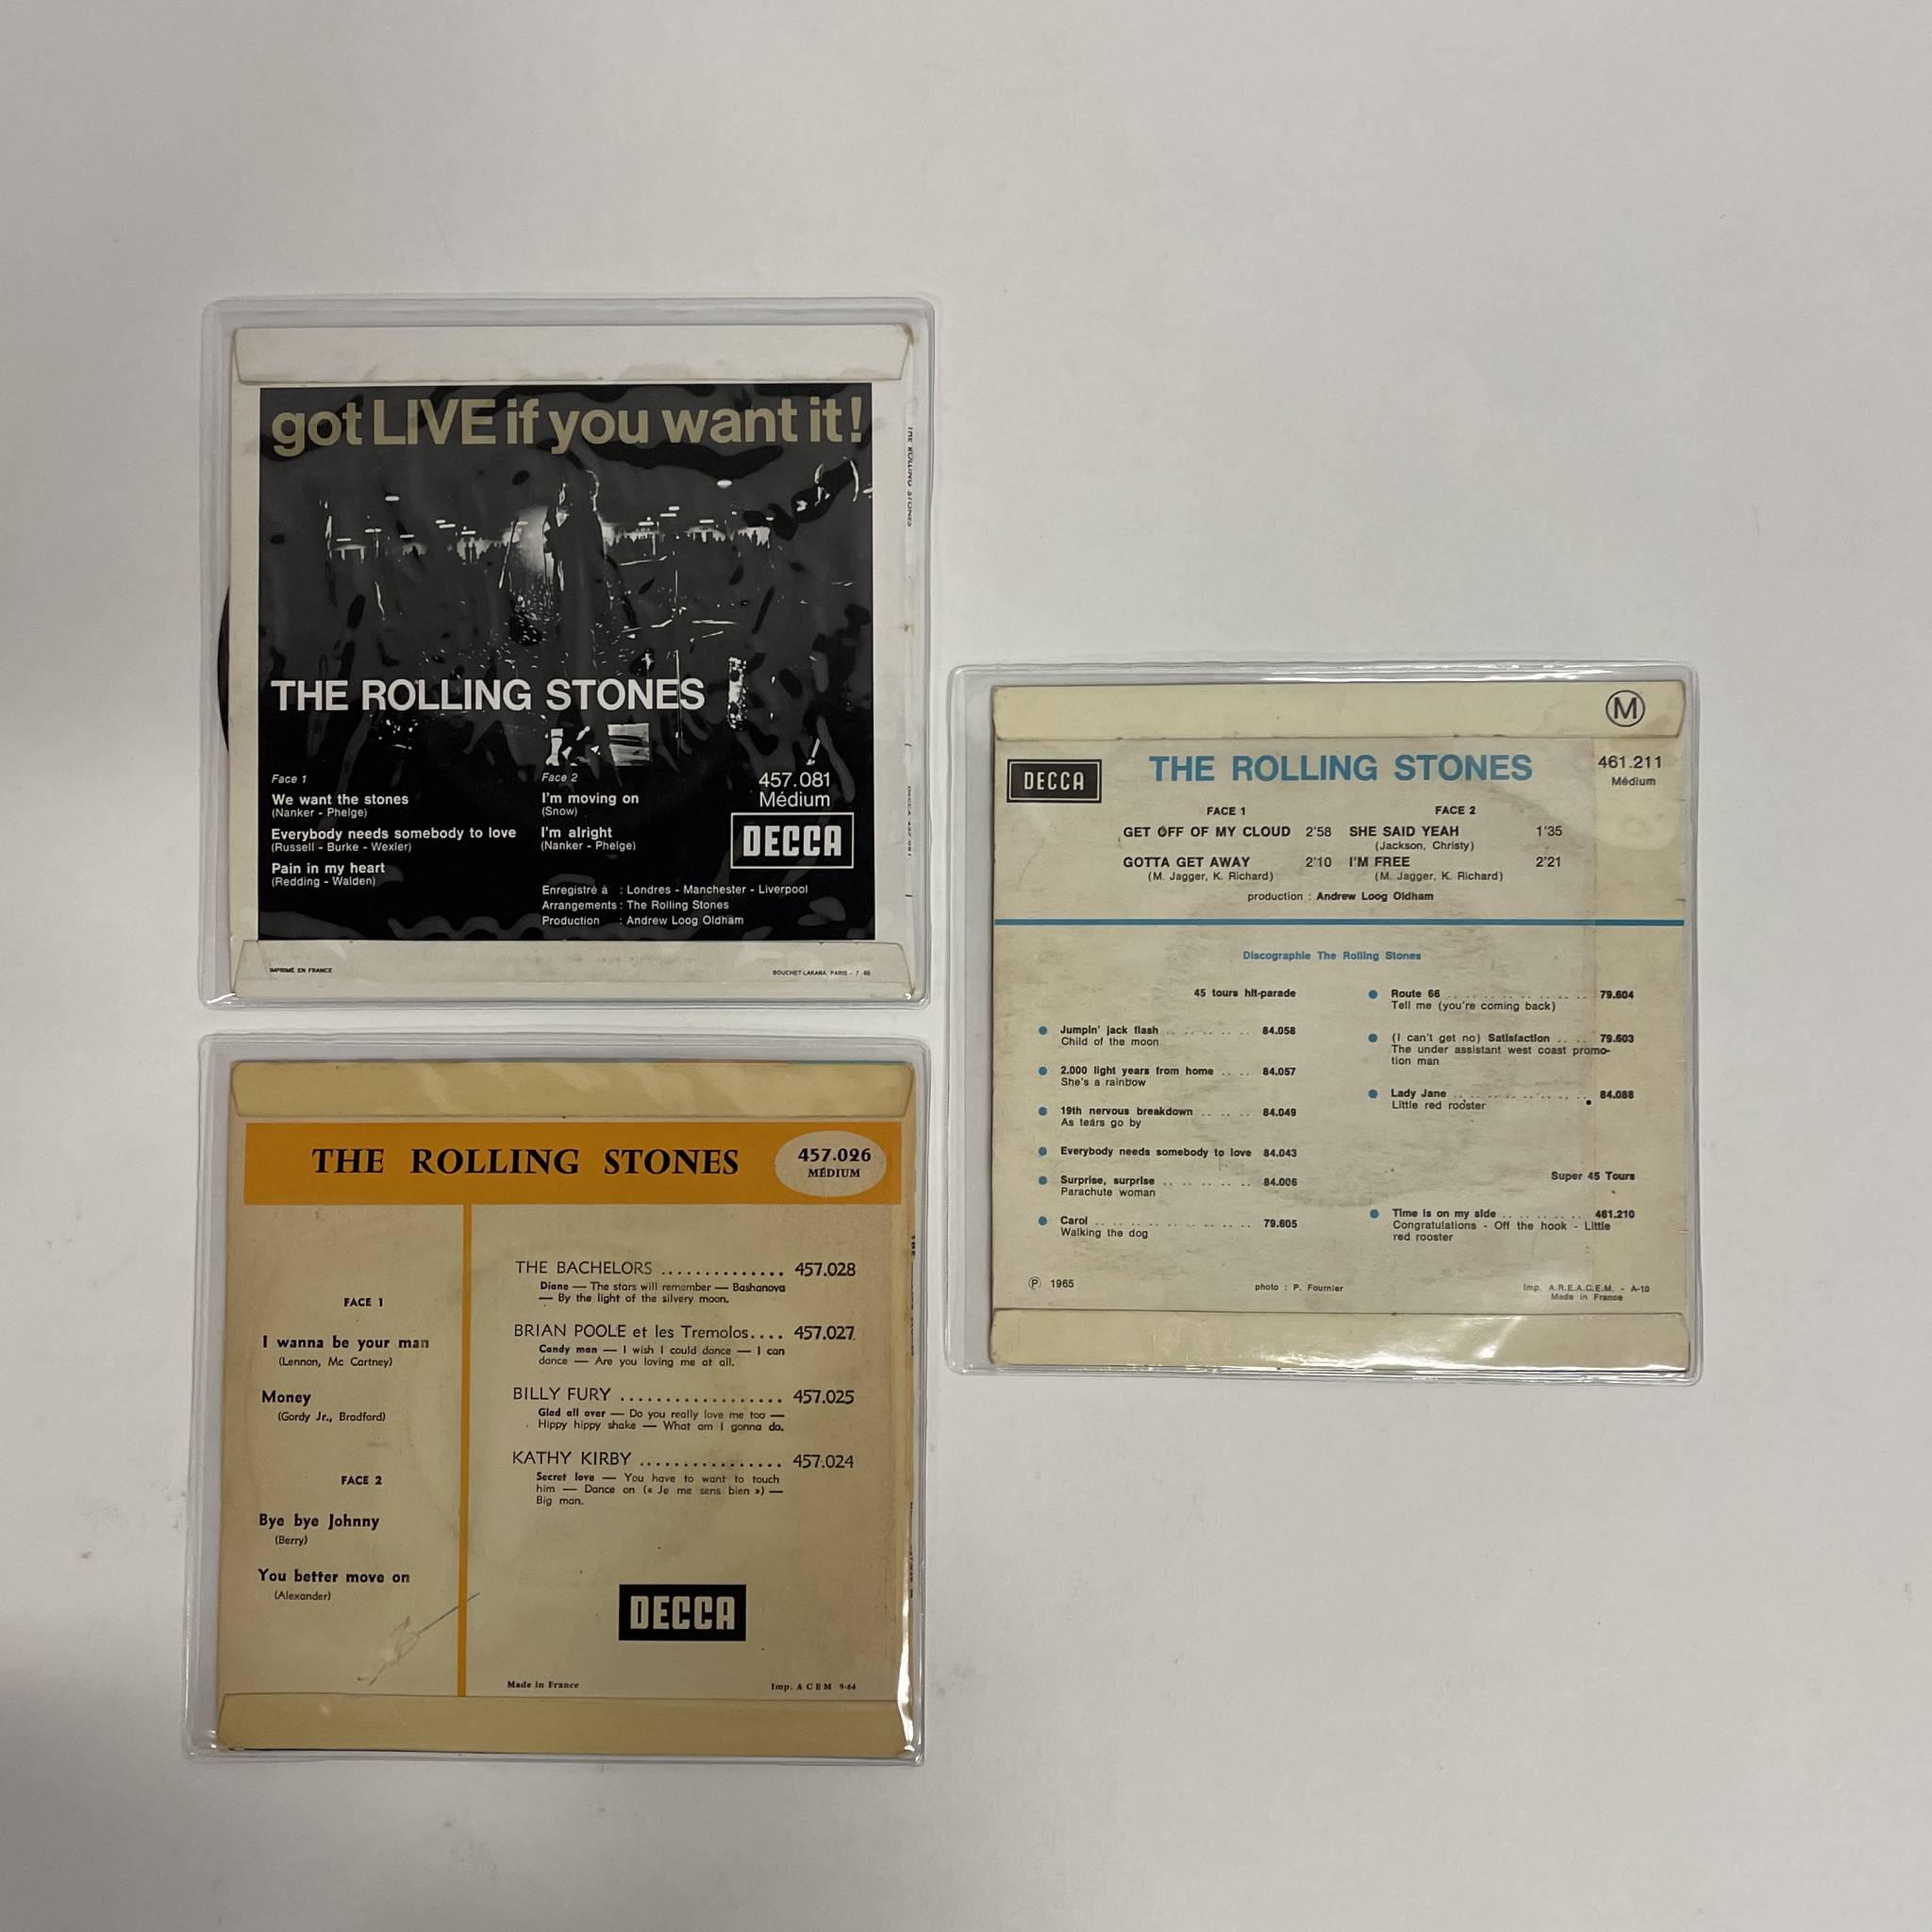 got LIVE if you want it!
THE ROLLING STONES
THE ROLLING STONES
Face 1
We want the stones
(Nanker - Phelge)
Everybody needs somebody to love
(Russell - Burke - Wexler)
Pain in my heart
(Redding - Walden)
Face 2
I'm moving on
(Snow)
I'm alright
(Nanker - Phelge)
457.081
Médium
DECCA
Enregistré à : Londres - Manchester - Liverpool
Arrangements : The Rolling Stones
Production : Andrew Loog Oldham
DECCA 457.081
IMPRIMÉ EN FRANCE
BOUCHET-LAKARA, PARIS -
M
DECCA
THE ROLLING STONES
461.211
Médium
FACE 1
GET OFF OF MY CLOUD 2'58
GOTTA GET AWAY 2'10
(M. Jagger, K. Richard)
FACE 2
SHE SAID YEAH 1'35
(Jackson, Christy)
I'M FREE 2'21
(M. Jagger, K. Richard)
production : Andrew Loog Oldham
Discographie The Rolling Stones
45 tours hit-parade
Jumpin' jack flash .. .. .. .. .. 84.058
Child of the moon
2.000 light years from home .. .. 84.057
She's a rainbow
19th nervous breakdown .. .. .. 84.049
As tears go by
Everybody needs somebody to love 84.043
Surprise, surprise .. .. .. .. .. 84.006
Parachute woman
Carol .. .. .. .. .. .. .. .. .. 79.605
Walking the dog
Route 66 .. .. .. .. .. .. .. .. 79.604
Tell me (you're coming back)
(I can't get no) Satisfaction .. .. 79.603
The under assistant west coast promo-
tion man
Lady Jane .. .. .. .. .. .. .. .. 84.088
Little red rooster
Super 45 Tours
Time is on my side .. .. .. .. .. 461.210
Congratulations - Off the hook - Little
red rooster
Ⓟ 1965
photo : P. Fournier
Imp. A.R.E.A.C.E.M. - A-10
Made in France
THE ROLLING STONES
457.026
MÉDIUM
FACE 1
I wanna be your man
(Lennon, Mc Cartney)
Money
(Gordy Jr., Bradford)
FACE 2
Bye bye Johnny
(Berry)
You better move on
(Alexander)
THE BACHELORS .............. 457.028
Diane — The stars will remember — Bashanova
— By the light of the silvery moon.
BRIAN POOLE et les Tremolos.... 457.027
Candy man — I wish I could dance — I can
dance — Are you loving me at all.
BILLY FURY .................. 457.025
Glad all over — Do you really love me too —
Hippy hippy shake — What am I gonna do.
KATHY KIRBY ................ 457.024
Secret love — You have to want to touch
him — Dance on (« Je me sens bien ») —
Big man.
DECCA
Made in France
Imp. A C E M 9-64